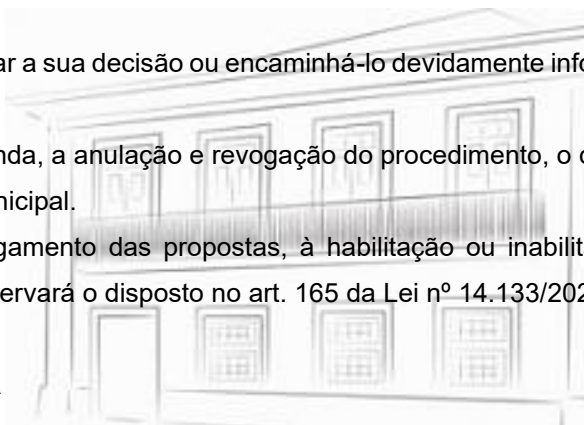 ar a sua decisão ou encaminhá-lo devidamente info
nda, a anulação e revogação do procedimento, o
nicipal.
gamento das propostas, à habilitação ou inabilit
ervará o disposto no art. 165 da Lei nº 14.133/202